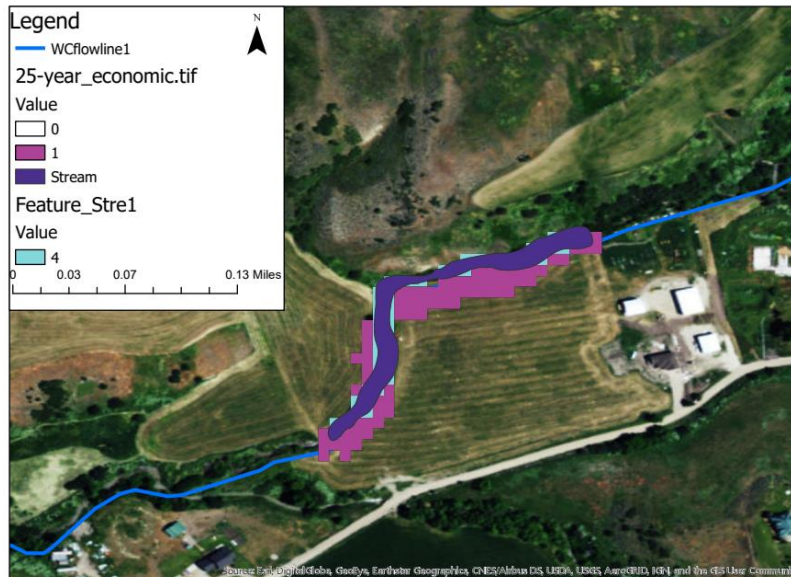 Legend
N
WCflowline1
25-year_economic.tif
Value
0
1
Stream
Feature_Stre1
Value
4
0 0.03 0.07 0.13 Miles
Source: Esri, DigitalGlobe, GeoEye, Earthstar Geographics, CNES/Airbus DS, USDA, USGS, AeroGRID, IGN, and the GIS User Communi